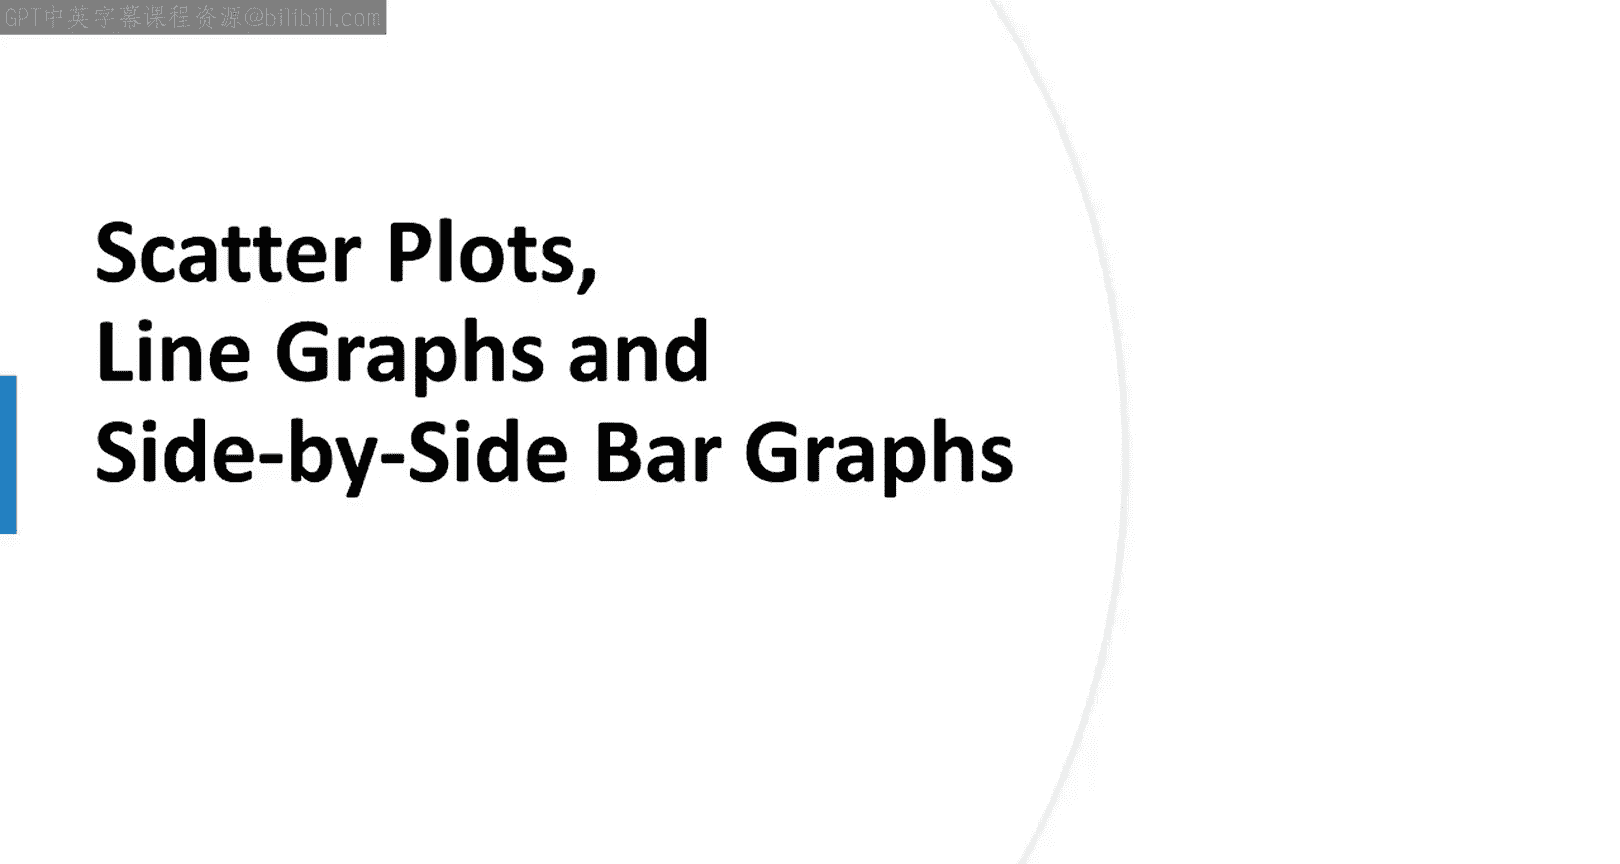 GPT中英字幕课程资源@bilibili.com
Scatter Plots,
Line Graphs and
Side-by-Side Bar Graphs